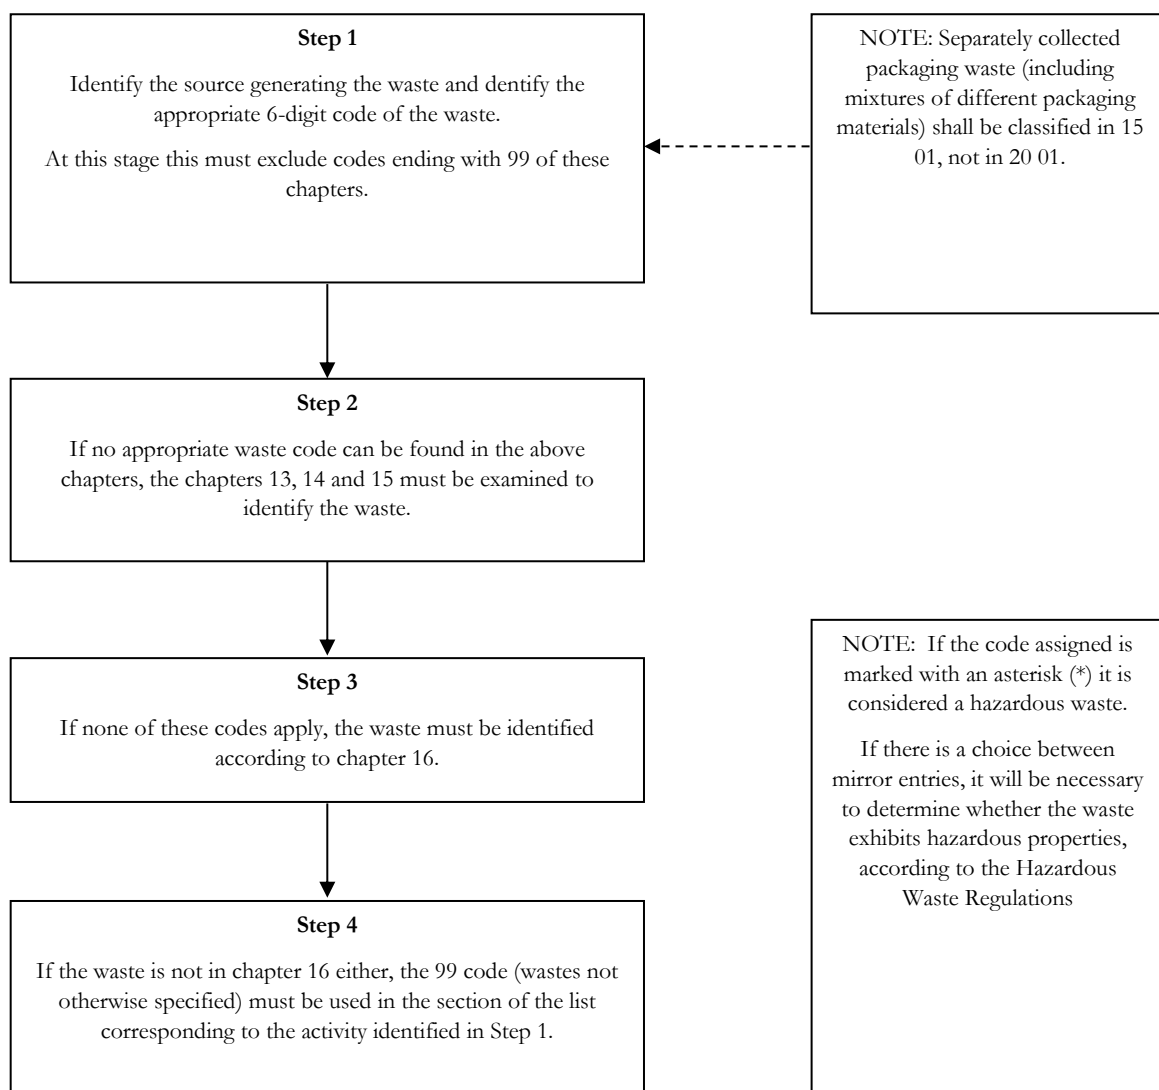 Step 1
Identify the source generating the waste and dentify the
appropriate 6-digit code of the waste.
At this stage this must exclude codes ending with 99 of these
chapters.
NOTE: Separately collected
packaging waste (including
mixtures of different packaging
materials) shall be classified in 15
01, not in 20 01.
Step 2
If no appropriate waste code can be found in the above
chapters, the chapters 13, 14 and 15 must be examined to
identify the waste.
Step 3
If none of these codes apply, the waste must be identified
according to chapter 16.
NOTE: If the code assigned is
marked with an asterisk (*) it is
considered a hazardous waste.
If there is a choice between
mirror entries, it will be necessary
to determine whether the waste
exhibits hazardous properties,
according to the Hazardous
Waste Regulations
Step 4
If the waste is not in chapter 16 either, the 99 code (wastes not
otherwise specified) must be used in the section of the list
corresponding to the activity identified in Step 1.